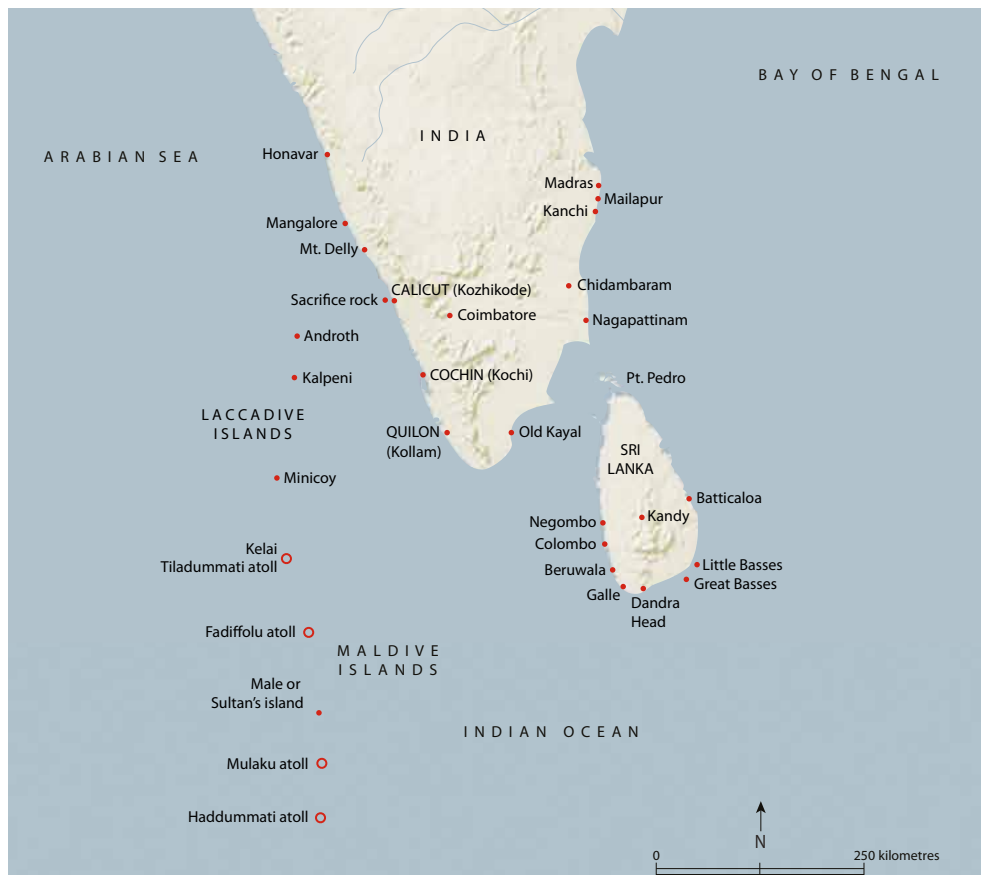 BAY OF BENGAL
INDIA
ARABIAN SEA
Honavar
Madras
Mailapur
Kanchi
Mangalore
Mt. Delly
Chidambaram
Sacrifice rock
CALICUT (Kozhikode)
Coimbatore
Nagapattinam
Androth
COCHIN (Kochi)
Kalpeni
Pt. Pedro
LACCADIVE
ISLANDS
QUILON
(Kollam)
Old Kayal
SRI
LANKA
Minicoy
Batticaloa
Kandy
Negombo
Colombo
Kelai
Tiladummati atoll
Little Basses
Beruwala
Great Basses
Galle
Dandra
Head
Fadiffolu atoll
MALDIVE
ISLANDS
Male or
Sultan's island
INDIAN OCEAN
Mulaku atoll
Haddummati atoll
N
0
250 kilometres